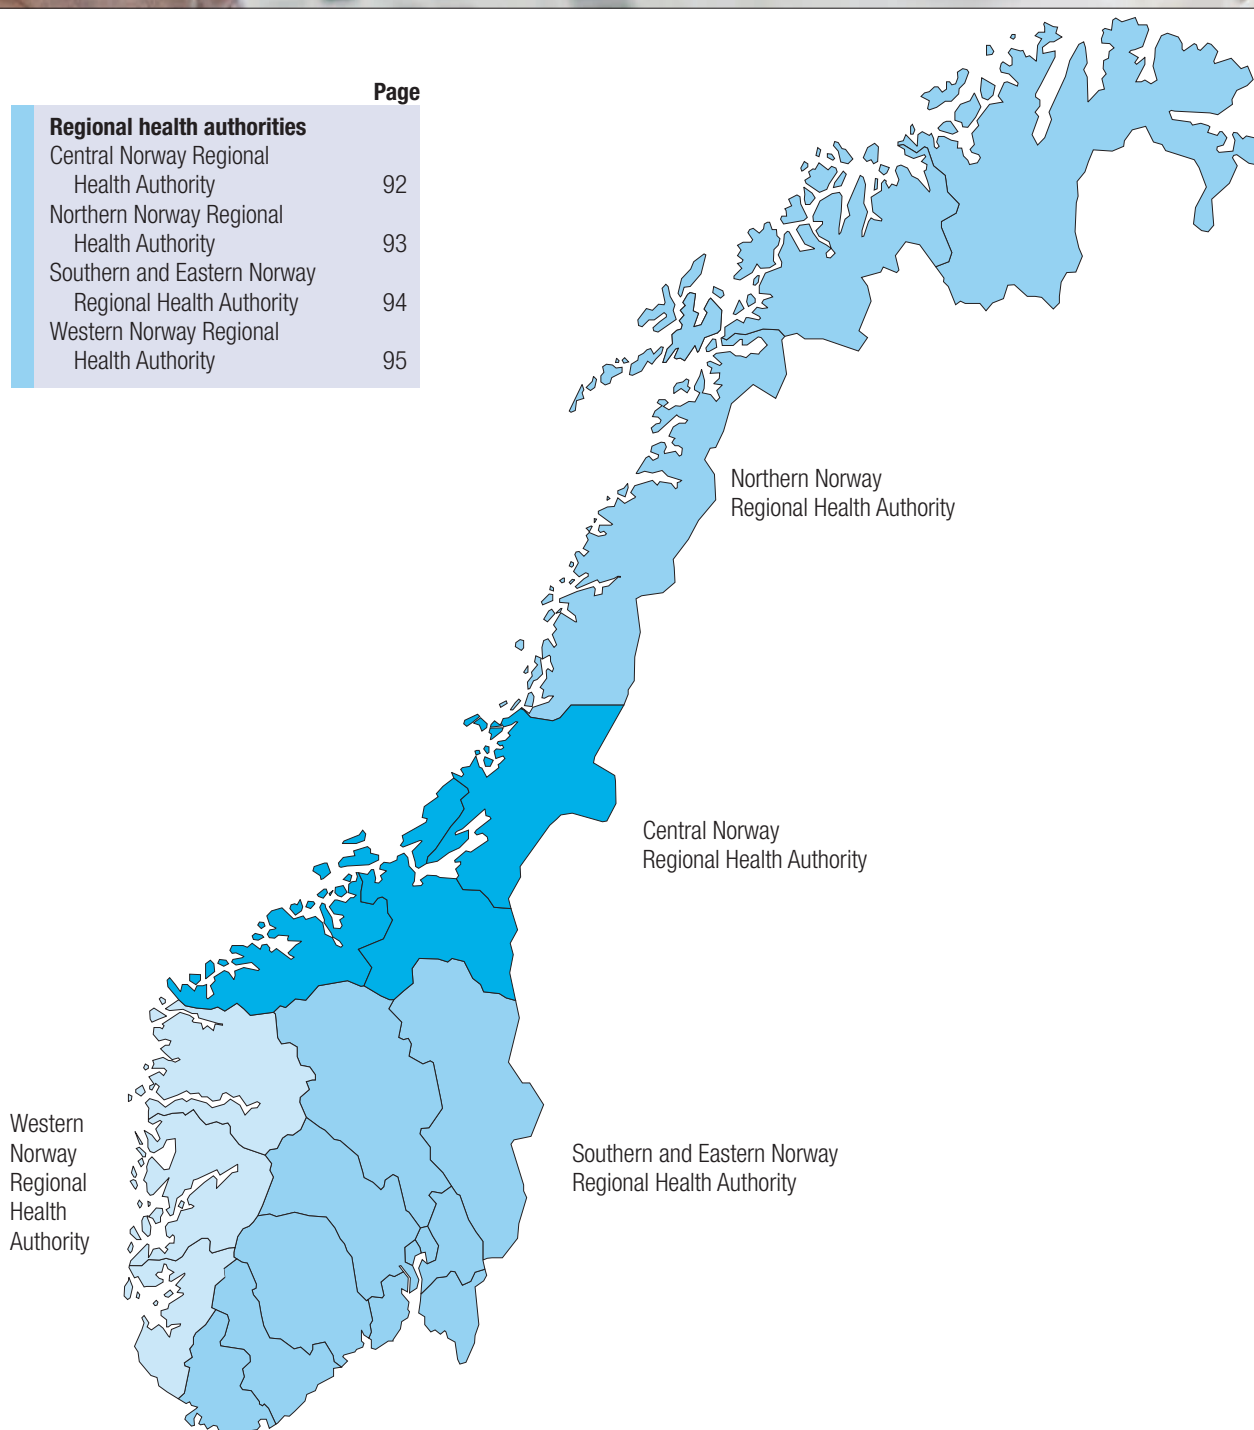 Page
Regional health authorities
Central Norway Regional
Health Authority 92
Northern Norway Regional
Health Authority 93
Southern and Eastern Norway
Regional Health Authority 94
Western Norway Regional
Health Authority 95
Northern Norway
Regional Health Authority
Central Norway
Regional Health Authority
Western
Norway
Regional
Health
Authority
Southern and Eastern Norway
Regional Health Authority